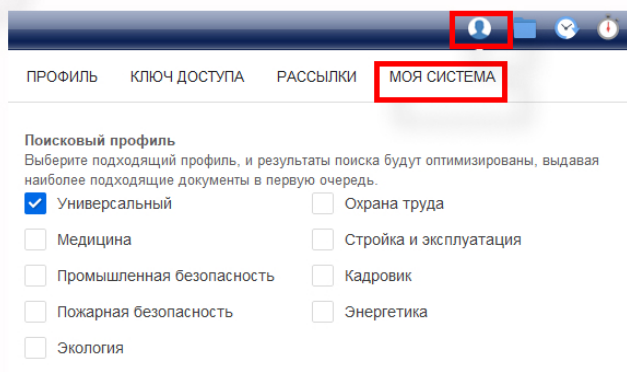 ПРОФИЛЬ КЛЮЧ ДОСТУПА РАССЫЛКИ МОЯ СИСТЕМА
Поисковый профиль
Выберите подходящий профиль, и результаты поиска будут оптимизированы, выдавая
наиболее подходящие документы в первую очередь.
Универсальный Охрана труда
Медицина Стройка и эксплуатация
Промышленная безопасность Кадровик
Пожарная безопасность Энергетика
Экология